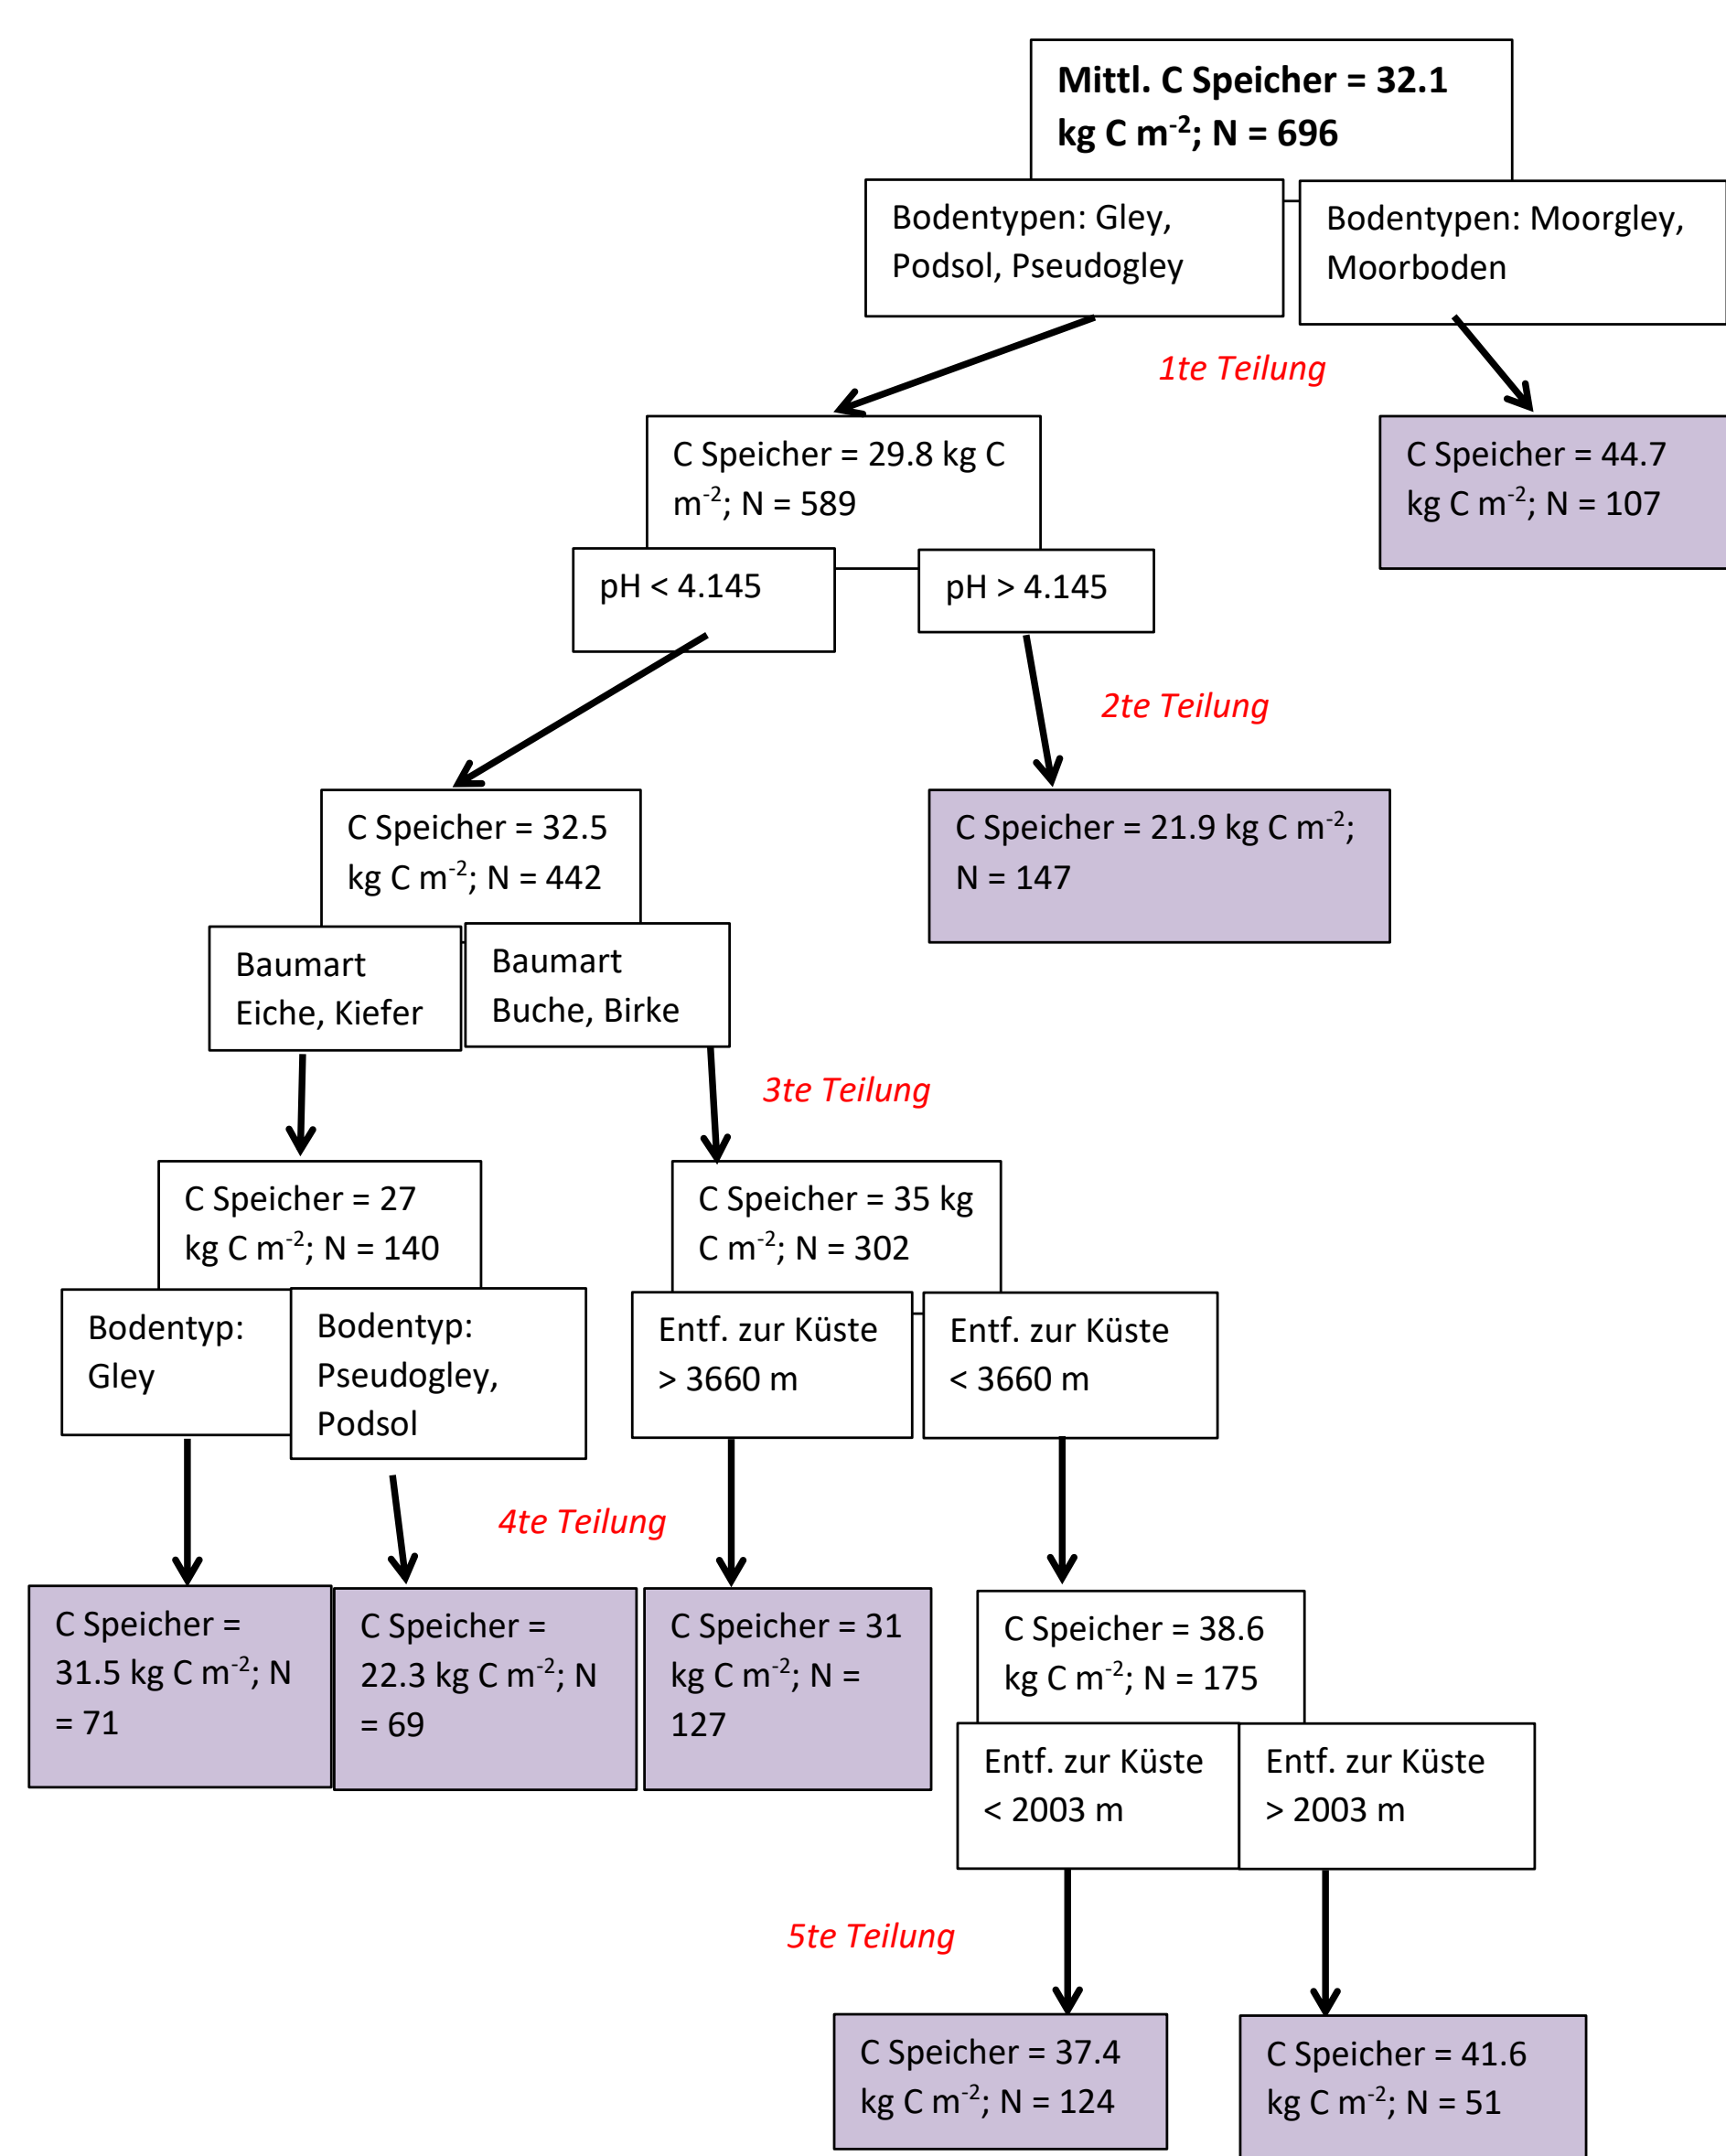 Mittl. C Speicher = 32.1
kg C m⁻²; N = 696
Bodentypen: Gley,
Podsol, Pseudogley
Bodentypen: Moorgley,
Moorboden
1te Teilung
C Speicher = 29.8 kg C
m⁻²; N = 589
C Speicher = 44.7
kg C m⁻²; N = 107
pH < 4.145
pH > 4.145
2te Teilung
C Speicher = 32.5
kg C m⁻²; N = 442
C Speicher = 21.9 kg C m⁻²;
N = 147
Baumart
Eiche, Kiefer
Baumart
Buche, Birke
3te Teilung
C Speicher = 27
kg C m⁻²; N = 140
C Speicher = 35 kg
C m⁻²; N = 302
Bodentyp:
Gley
Bodentyp:
Pseudogley,
Podsol
Entf. zur Küste
> 3660 m
Entf. zur Küste
< 3660 m
4te Teilung
C Speicher =
31.5 kg C m⁻²; N
= 71
C Speicher =
22.3 kg C m⁻²; N
= 69
C Speicher = 31
kg C m⁻²; N =
127
C Speicher = 38.6
kg C m⁻²; N = 175
Entf. zur Küste
< 2003 m
Entf. zur Küste
> 2003 m
5te Teilung
C Speicher = 37.4
kg C m⁻²; N = 124
C Speicher = 41.6
kg C m⁻²; N = 51